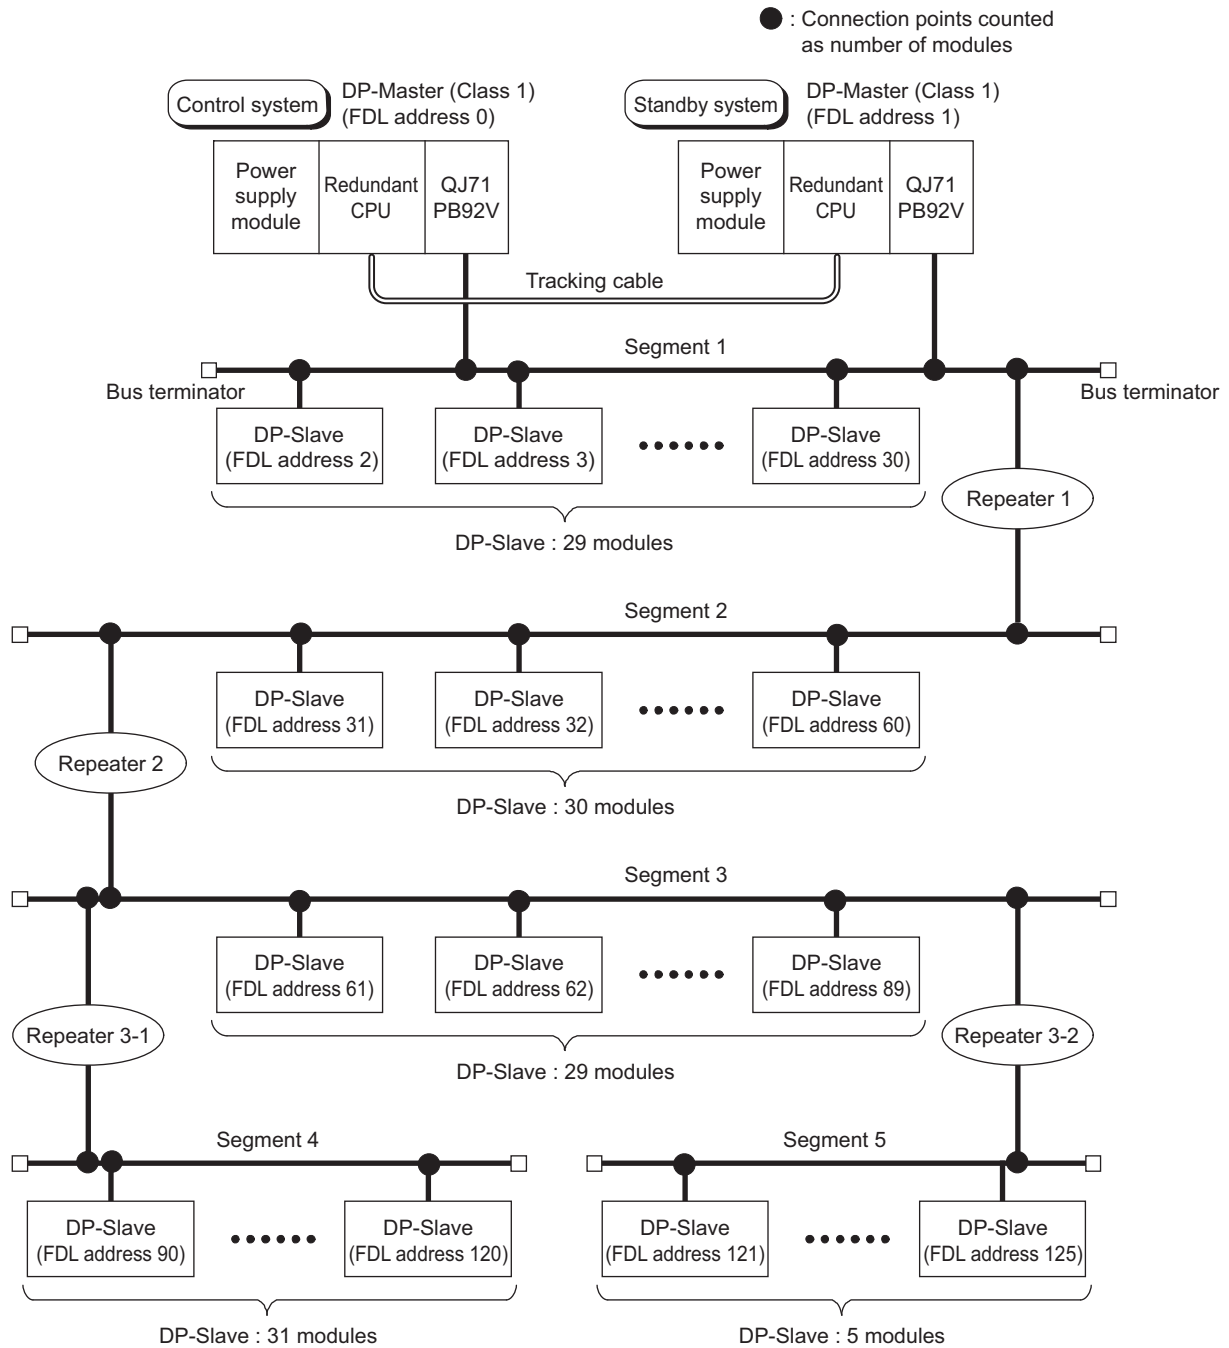 : Connection points counted
as number of modules
Control system
DP-Master (Class 1)
(FDL address 0)
Standby system
DP-Master (Class 1)
(FDL address 1)
Power
supply
module
Redundant
CPU
QJ71
PB92V
Power
supply
module
Redundant
CPU
QJ71
PB92V
Tracking cable
Segment 1
Bus terminator
Bus terminator
DP-Slave
(FDL address 2)
DP-Slave
(FDL address 3)
DP-Slave
(FDL address 30)
Repeater 1
DP-Slave : 29 modules
Segment 2
DP-Slave
(FDL address 31)
DP-Slave
(FDL address 32)
DP-Slave
(FDL address 60)
Repeater 2
DP-Slave : 30 modules
Segment 3
DP-Slave
(FDL address 61)
DP-Slave
(FDL address 62)
DP-Slave
(FDL address 89)
Repeater 3-1
Repeater 3-2
DP-Slave : 29 modules
Segment 4
Segment 5
DP-Slave
(FDL address 90)
DP-Slave
(FDL address 120)
DP-Slave
(FDL address 121)
DP-Slave
(FDL address 125)
DP-Slave : 31 modules
DP-Slave : 5 modules